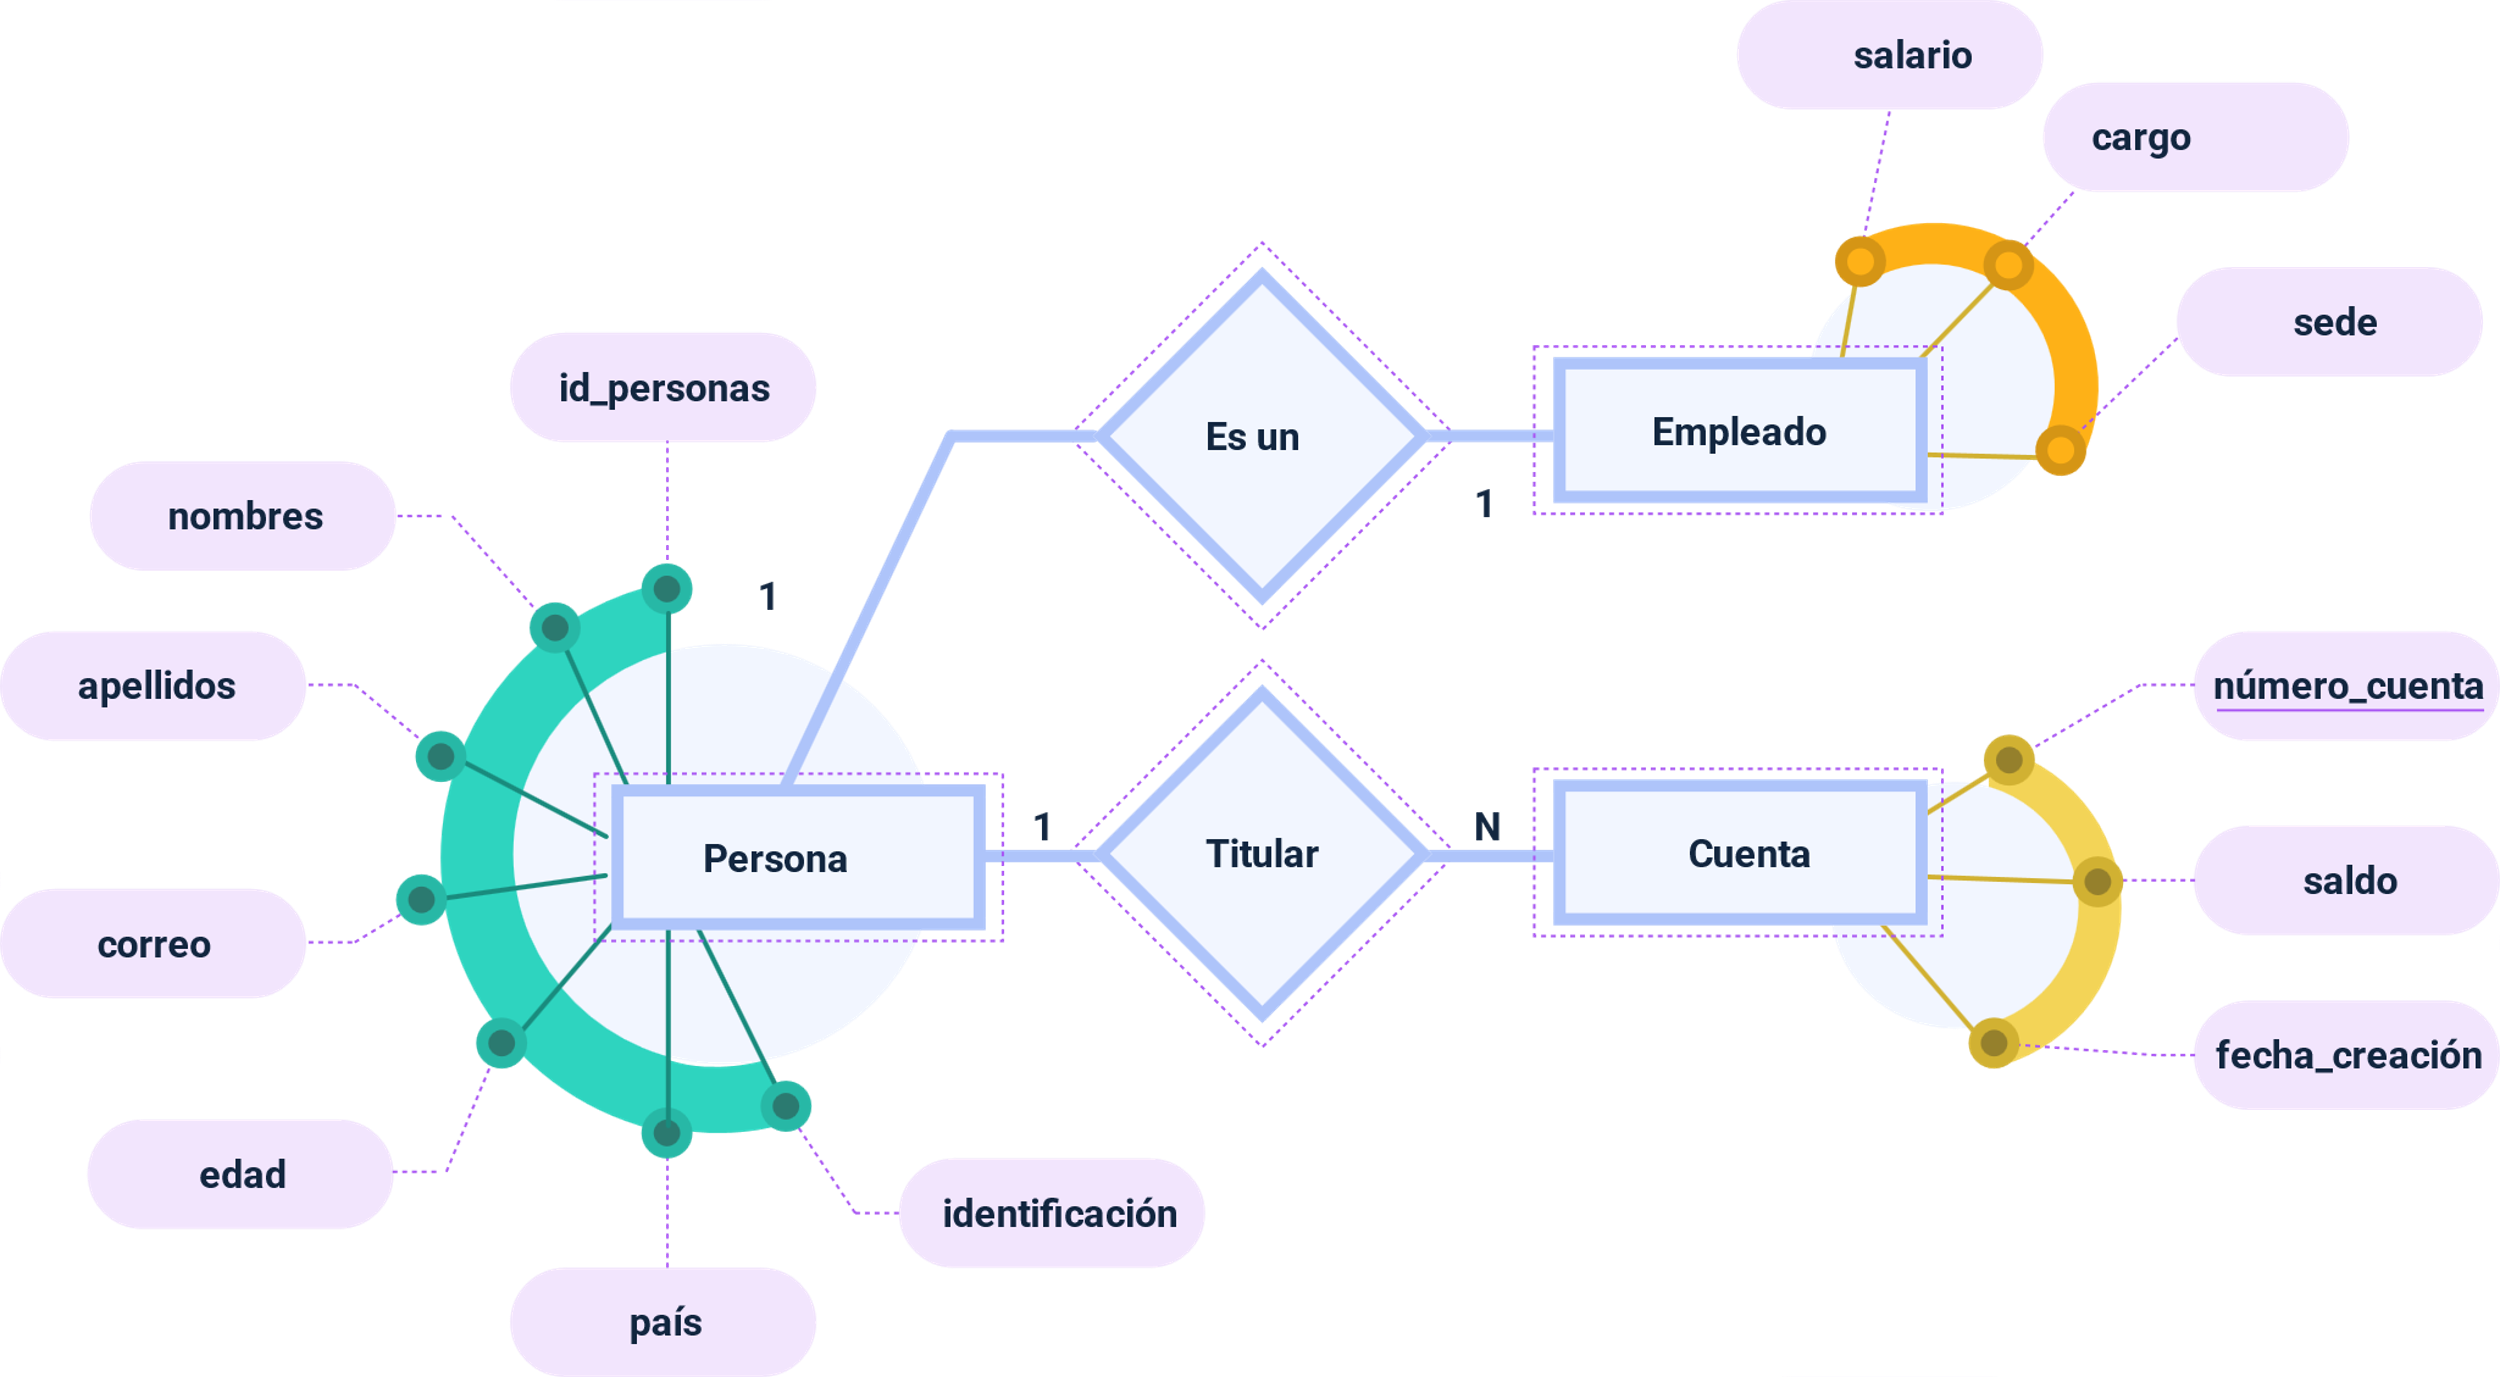 salario
cargo
sede
id_personas
Es un
Empleado
nombres
1
1
apellidos
número_cuenta
Persona
1
Titular
N
Cuenta
saldo
correo
fecha_creación
edad
identificación
país